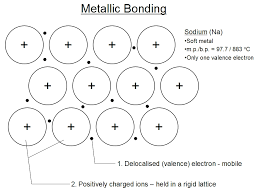 Metallic Bonding
Sodium (Na)
•Soft metal
•m.p./b.p. = 97.7 / 883 °C
•Only one valence electron
+ + + +
+ + + +
+ + + +
1. Delocalised (valence) electron - mobile
2. Positively charged ions – held in a rigid lattice